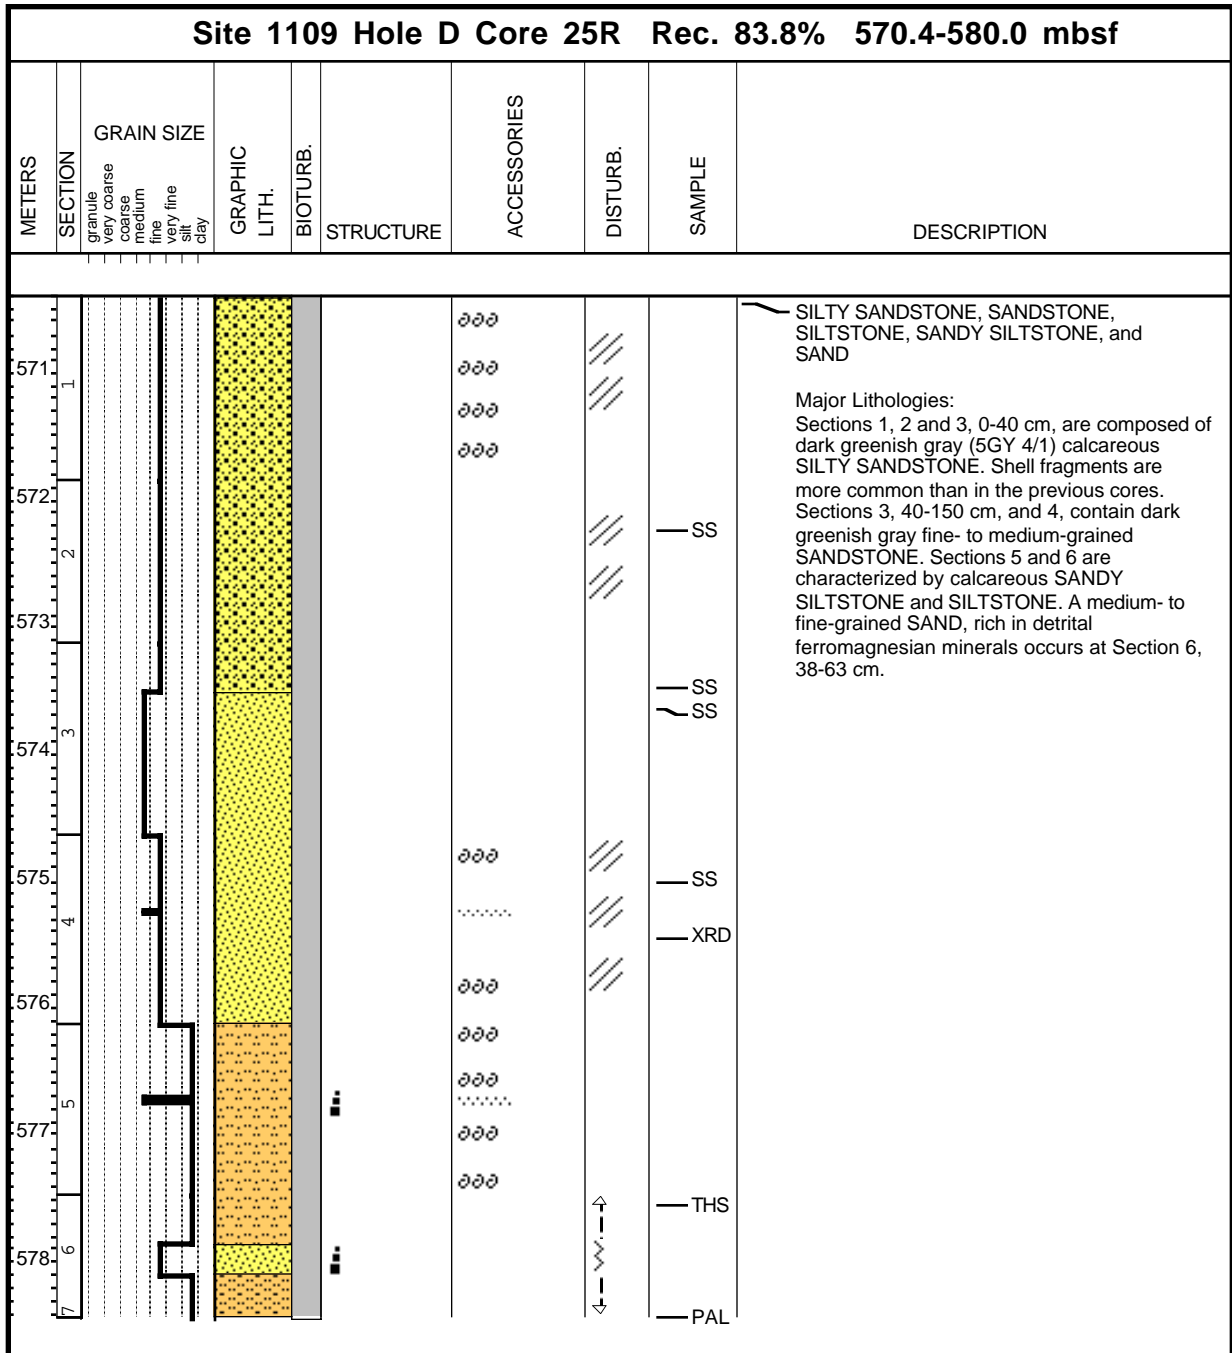 Site 1109 Hole D Core 25R Rec. 83.8% 570.4-580.0 mbsf
METERS
SECTION
GRAIN SIZE
granule
very coarse
coarse
medium
fine
very fine
silt
clay
GRAPHIC
LITH.
BIOTURB.
STRUCTURE
ACCESSORIES
DISTURB.
SAMPLE
DESCRIPTION
571
572
573
574
575
576
577
578
1
2
3
4
5
6
7
SS
SS
SS
SS
XRD
THS
PAL
SILTY SANDSTONE, SANDSTONE,
SILTSTONE, SANDY SILTSTONE, and
SAND
Major Lithologies:
Sections 1, 2 and 3, 0-40 cm, are composed of
dark greenish gray (5GY 4/1) calcareous
SILTY SANDSTONE. Shell fragments are
more common than in the previous cores.
Sections 3, 40-150 cm, and 4, contain dark
greenish gray fine- to medium-grained
SANDSTONE. Sections 5 and 6 are
characterized by calcareous SANDY
SILTSTONE and SILTSTONE. A medium- to
fine-grained SAND, rich in detrital
ferromagnesian minerals occurs at Section 6,
38-63 cm.